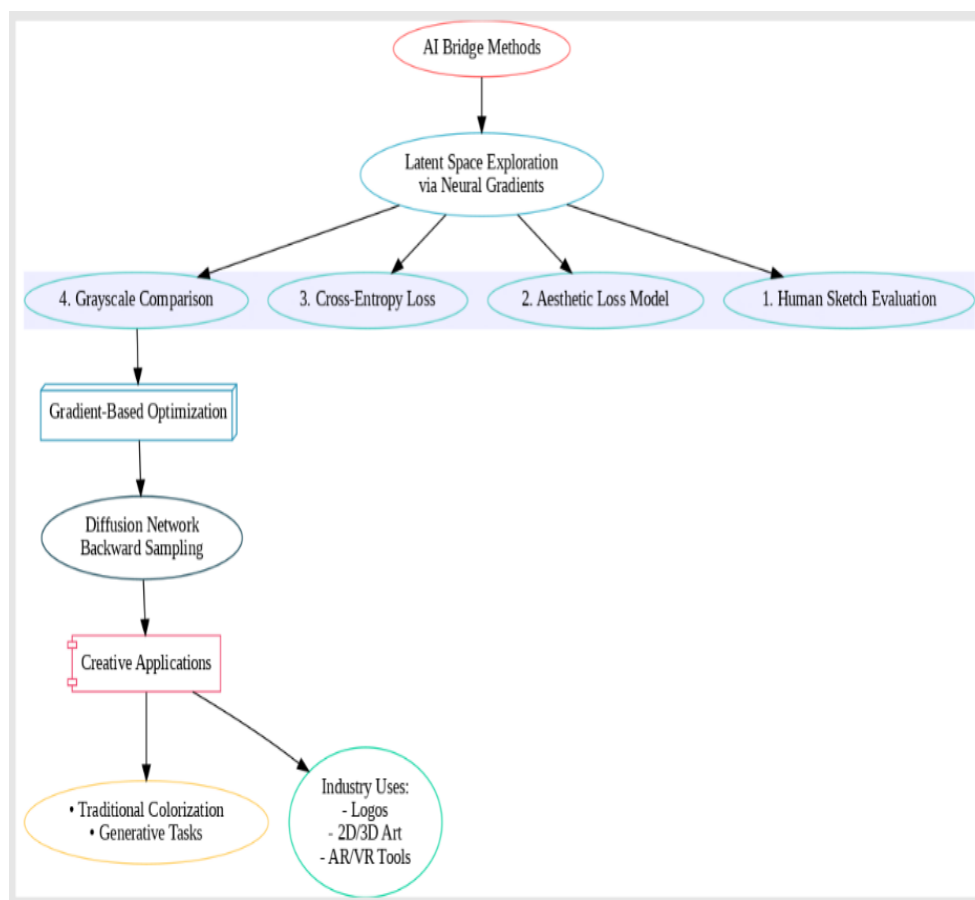 AI Bridge Methods
Latent Space Exploration
via Neural Gradients
4. Grayscale Comparison
3. Cross-Entropy Loss
2. Aesthetic Loss Model
1. Human Sketch Evaluation
Gradient-Based Optimization
Diffusion Network
Backward Sampling
Creative Applications
• Traditional Colorization
• Generative Tasks
Industry Uses:
- Logos
- 2D/3D Art
- AR/VR Tools